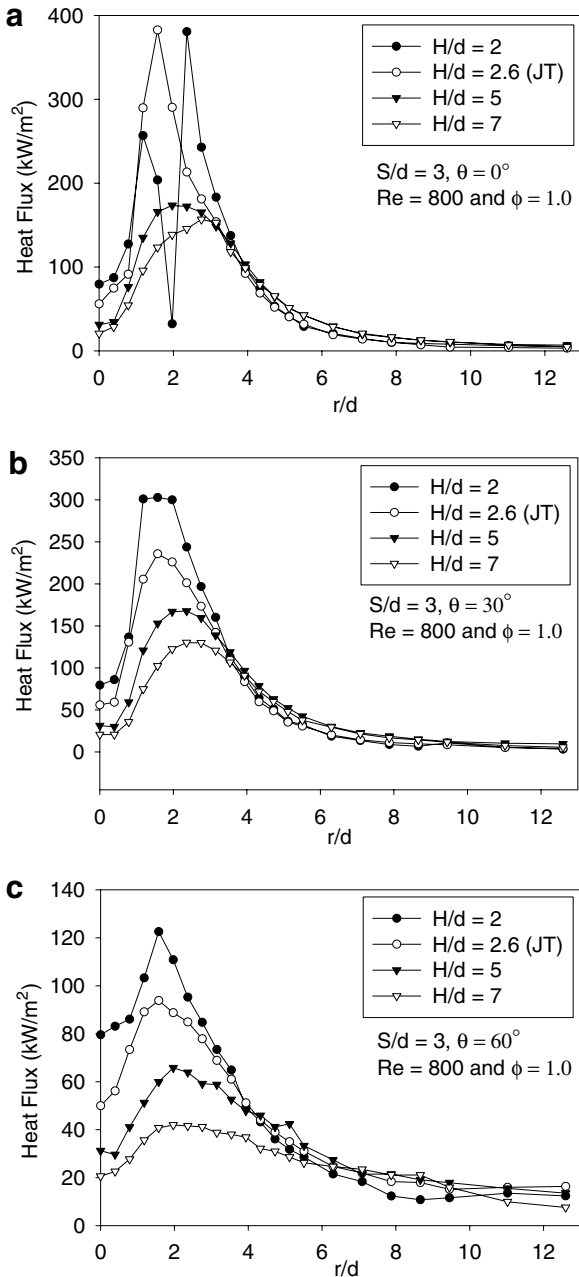 a
400
300
200
100
0
Heat Flux (kW/m²)
H/d = 2
H/d = 2.6 (JT)
H/d = 5
H/d = 7
S/d = 3, θ = 0°
Re = 800 and ϕ = 1.0
0 2 4 6 8 10 12
r/d
b
350
300
250
200
150
100
50
0
Heat Flux (kW/m²)
H/d = 2
H/d = 2.6 (JT)
H/d = 5
H/d = 7
S/d = 3, θ = 30°
Re = 800 and ϕ = 1.0
0 2 4 6 8 10 12
r/d
c
140
120
100
80
60
40
20
0
Heat Flux (kW/m²)
H/d = 2
H/d = 2.6 (JT)
H/d = 5
H/d = 7
S/d = 3, θ = 60°
Re = 800 and ϕ = 1.0
0 2 4 6 8 10 12
r/d